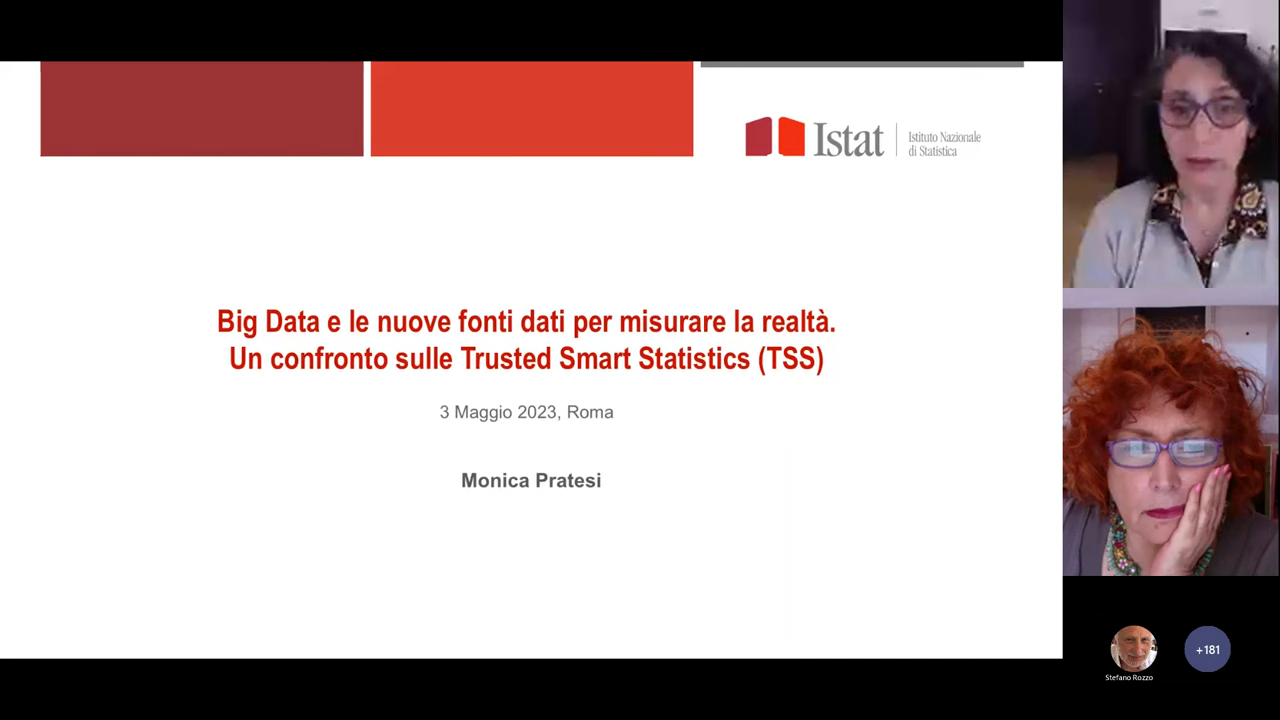 Istat
Istituto Nazionale
di Statistica
Big Data e le nuove fonti dati per misurare la realtà.
Un confronto sulle Trusted Smart Statistics (TSS)
3 Maggio 2023, Roma
Monica Pratesi
+181
Stefano Rozzo